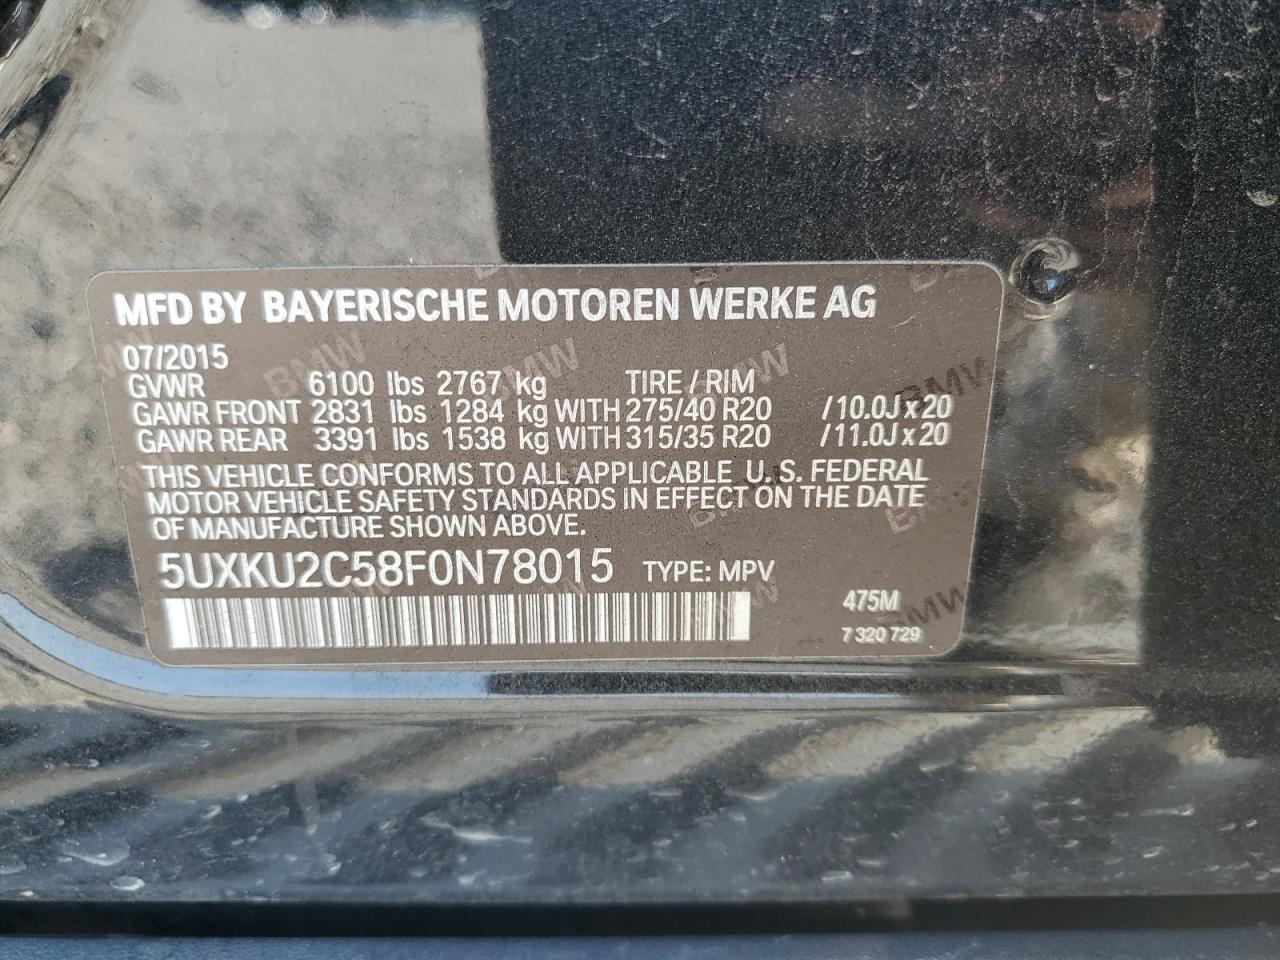 MFD BY BAYERISCHE MOTOREN WERKE AG
07/2015
GVWR 6100 lbs 2767 kg TIRE / RIM
GAWR FRONT 2831 lbs 1284 kg WITH 275/40 R20 /10.0J x 20
GAWR REAR 3391 lbs 1538 kg WITH 315/35 R20 /11.0J x 20
THIS VEHICLE CONFORMS TO ALL APPLICABLE U. S. FEDERAL
MOTOR VEHICLE SAFETY STANDARDS IN EFFECT ON THE DATE
OF MANUFACTURE SHOWN ABOVE.
5UXKU2C58F0N78015 TYPE: MPV
475M
7 320 729